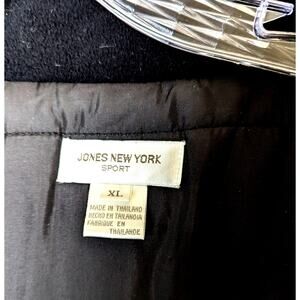 JONES NEW YORK
SPORT
XL
MADE IN THAILAND
HECHO EN TAILANDIA
FABRIQUE EN
THAILANDE